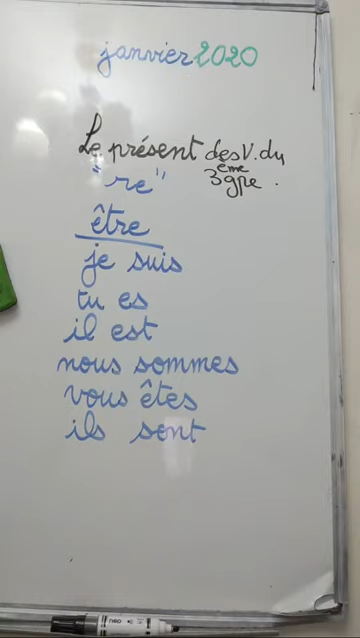 janvier 2020
Le présent des V. du
"re" 3ème gpe.
être
je suis
tu es
il est
nous sommes
vous êtes
ils sont